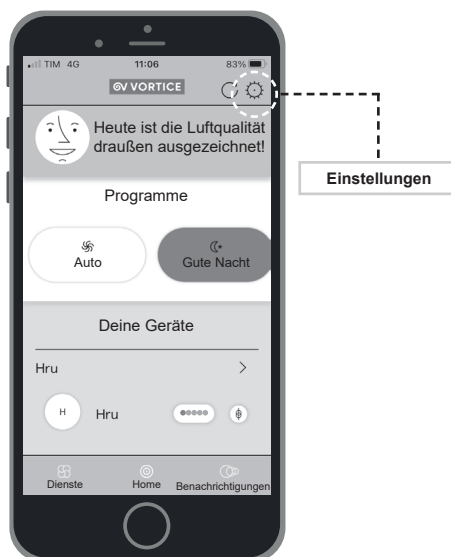 TIM 4G 11:06 83%
VORTICE
Heute ist die Luftqualität
draußen ausgezeichnet!
Einstellungen
Programme
Auto
Gute Nacht
Deine Geräte
Hru
H Hru
Dienste Home Benachrichtigungen